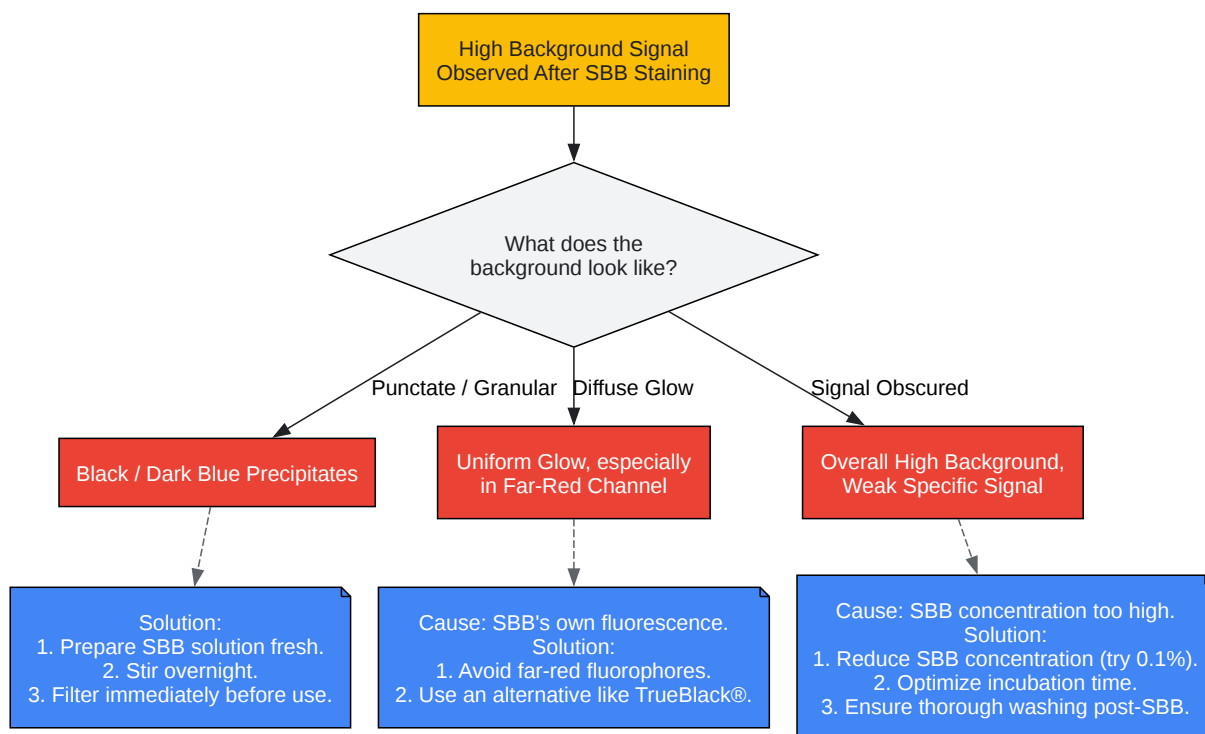 High Background Signal
Observed After SBB Staining
What does the
background look like?
Punctate / Granular
Diffuse Glow
Signal Obscured
Black / Dark Blue Precipitates
Uniform Glow, especially
in Far-Red Channel
Overall High Background,
Weak Specific Signal
Solution:
1. Prepare SBB solution fresh.
2. Stir overnight.
3. Filter immediately before use.
Cause: SBB's own fluorescence.
Solution:
1. Avoid far-red fluorophores.
2. Use an alternative like TrueBlack®.
Cause: SBB concentration too high.
Solution:
1. Reduce SBB concentration (try 0.1%).
2. Optimize incubation time.
3. Ensure thorough washing post-SBB.